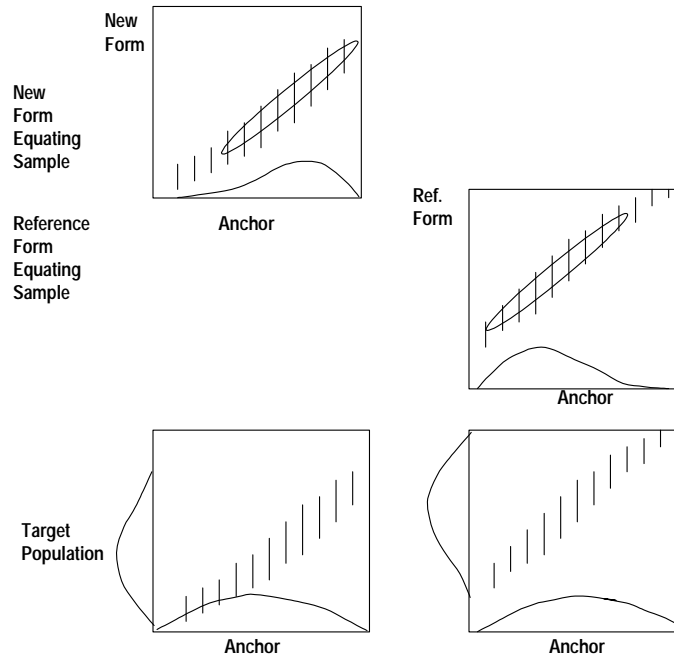 New
Form
New
Form
Equating
Sample
Anchor
Ref.
Form
Reference
Form
Equating
Sample
Anchor
Target
Population
Anchor
Anchor